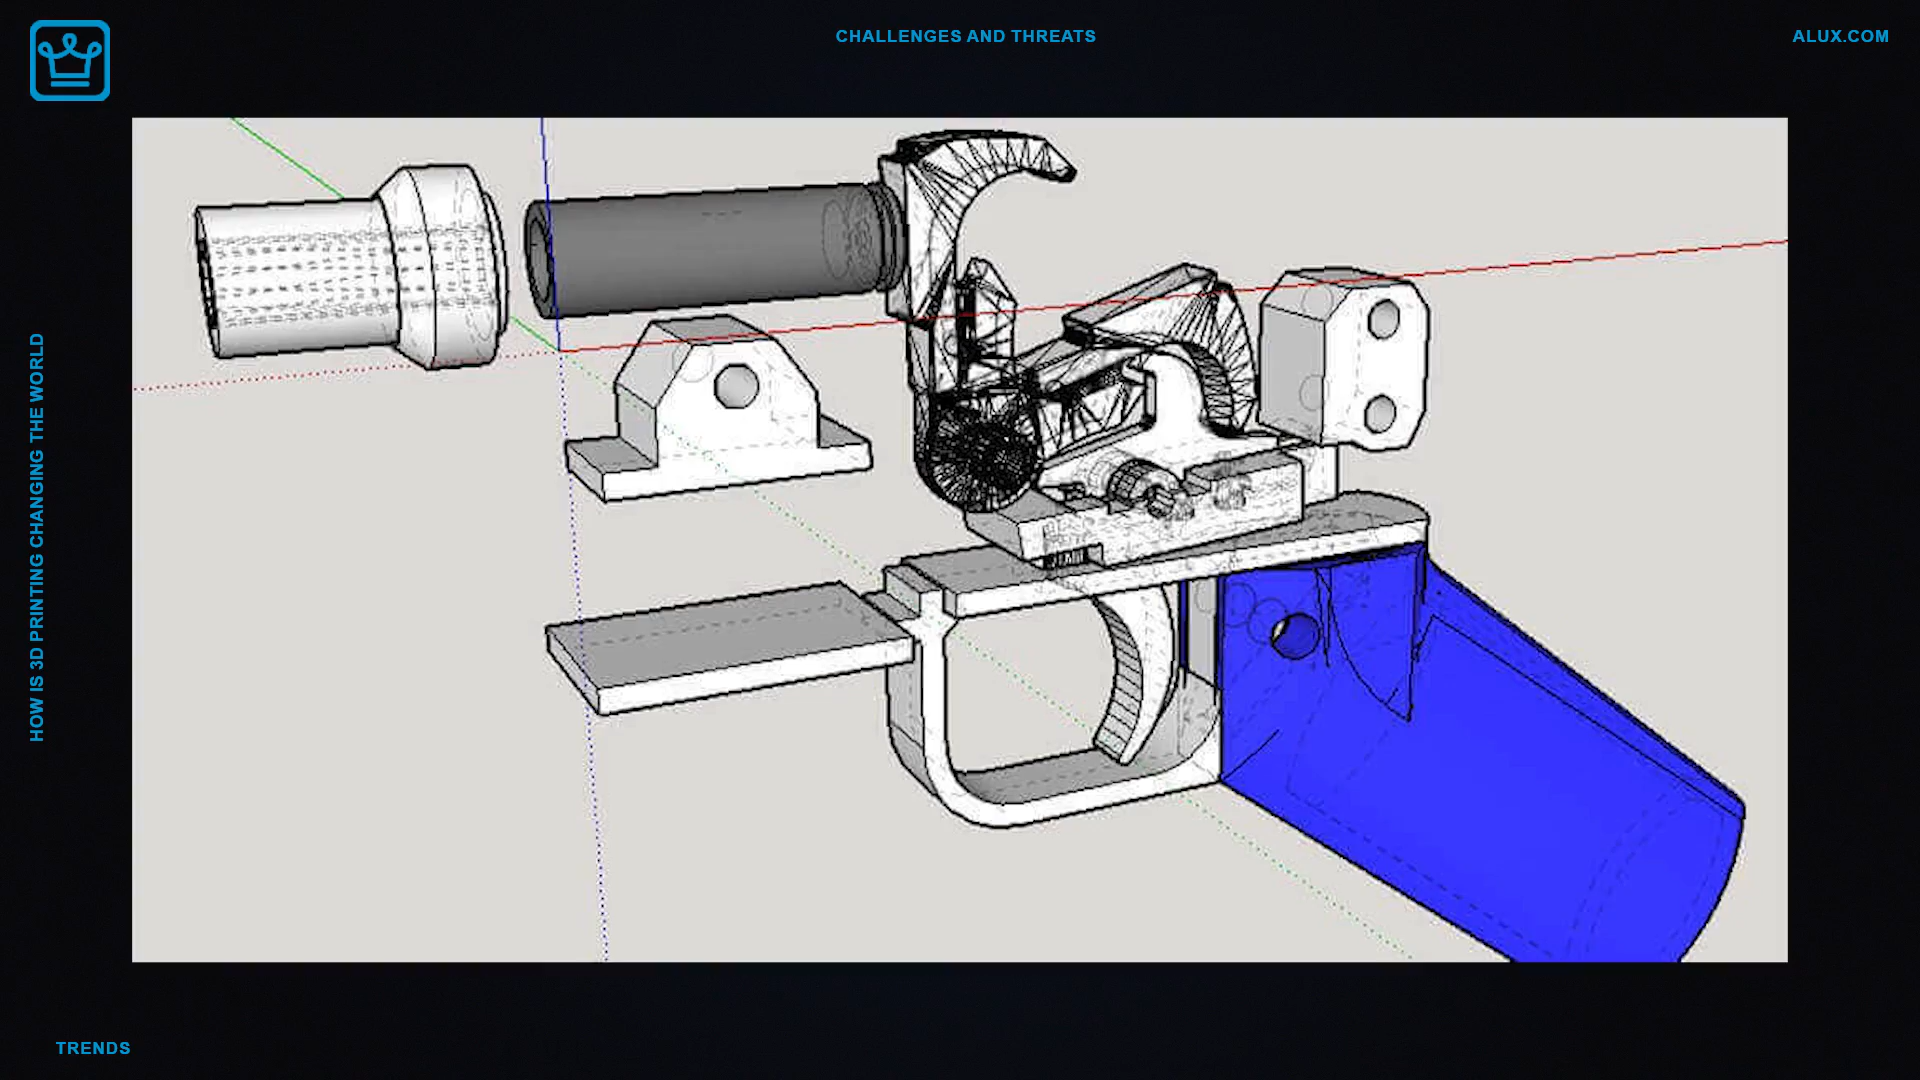 CHALLENGES AND THREATS
ALUX.COM
HOW IS 3D PRINTING CHANGING THE WORLD
TRENDS